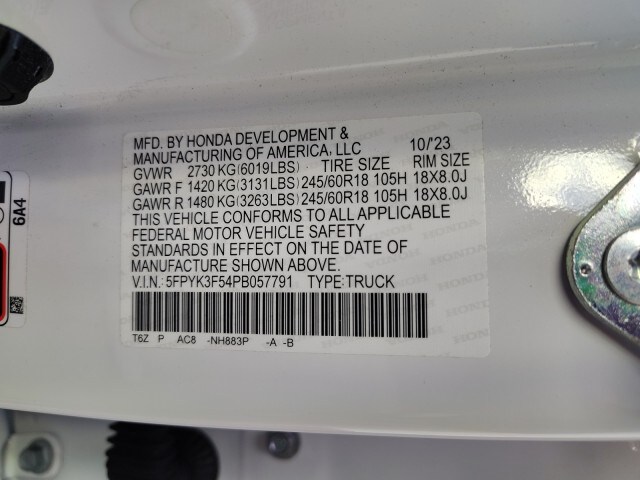 MFD. BY HONDA DEVELOPMENT & 10/'23
MANUFACTURING OF AMERICA, LLC
GVWR 2730 KG(6019LBS) TIRE SIZE RIM SIZE
GAWR F 1420 KG(3131LBS) 245/60R18 105H 18X8.0J
GAWR R 1480 KG(3263LBS) 245/60R18 105H 18X8.0J
THIS VEHICLE CONFORMS TO ALL APPLICABLE
FEDERAL MOTOR VEHICLE SAFETY
STANDARDS IN EFFECT ON THE DATE OF
MANUFACTURE SHOWN ABOVE.
V.I.N.: 5FPYK3F54PB057791 TYPE:TRUCK
T6Z P AC8 -NH883P -A -B
6A4